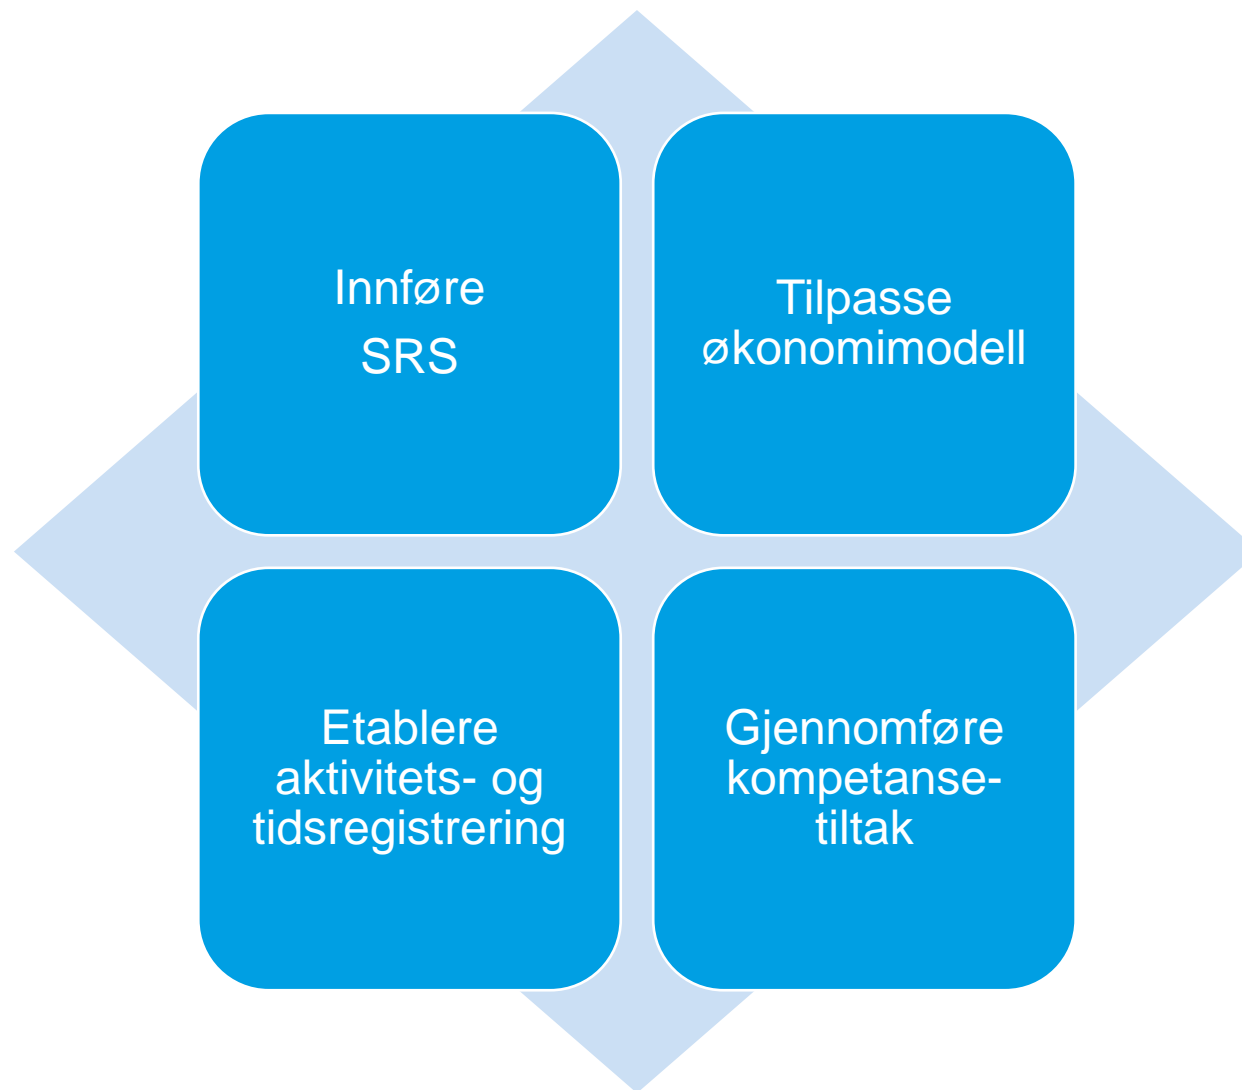 Innføre
SRS
Tilpasse
økonomimodell
Etablere
aktivitets- og
tidsregistrering
Gjennomføre
kompetanse-
tiltak